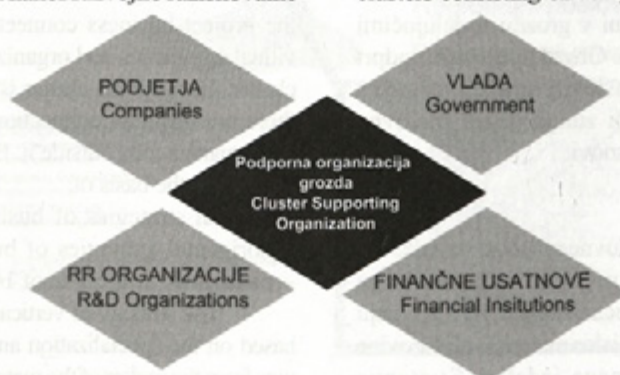 PODJETJA
Companies
VLADA
Government
Podporna organizacija
grozda
Cluster Supporting
Organization
RR ORGANIZACIJE
R&D Organizations
FINANČNE USATNOVE
Financial Insitutions